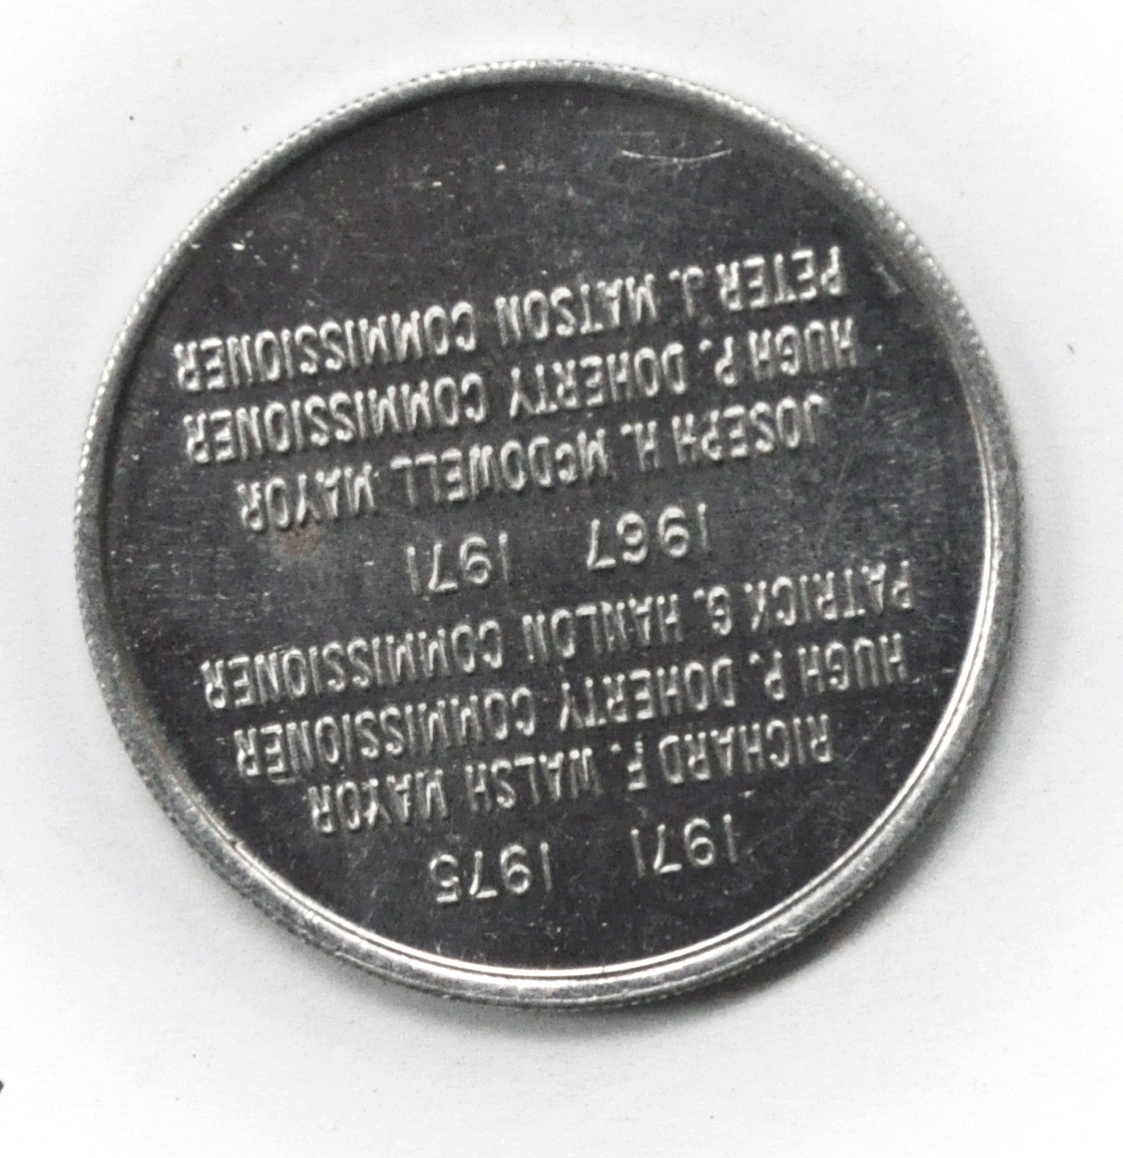 1971 1975
RICHARD F. WALSH MAYOR
HUGH P. DOHERTY COMMISSIONER
PATRICK G. HANLON COMMISSIONER
1967 1971
JOSEPH H. McDOWELL MAYOR
HUGH P. DOHERTY COMMISSIONER
PETER J. MATSON COMMISSIONER